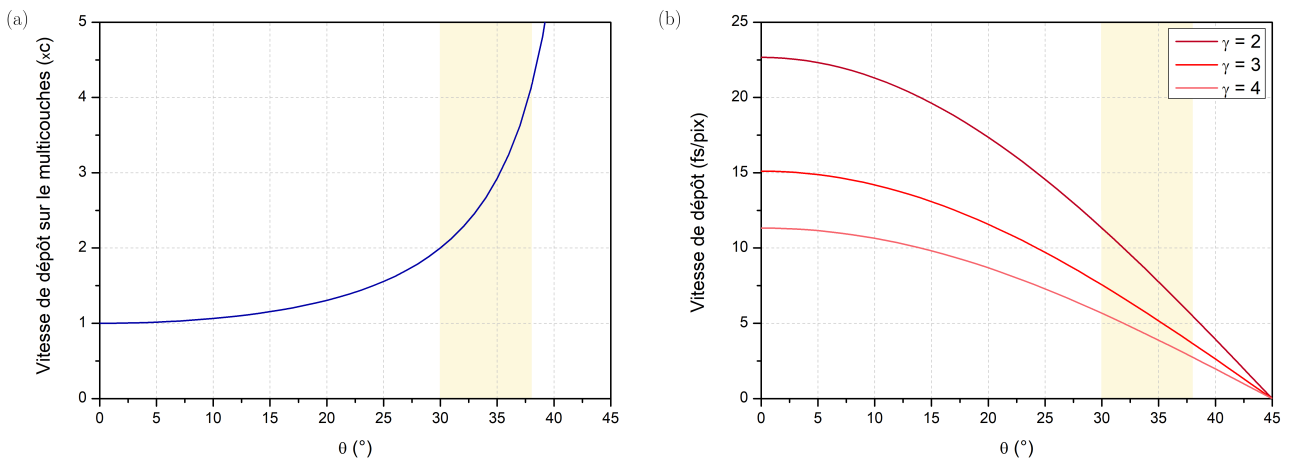 (a)
Vitesse de dépôt sur le multicouches (xc)
5
4
3
2
1
0
0 5 10 15 20 25 30 35 40 45
θ (°)
(b)
Vitesse de dépôt (fs/pix)
25
20
15
10
5
0
0 5 10 15 20 25 30 35 40 45
θ (°)
γ = 2
γ = 3
γ = 4